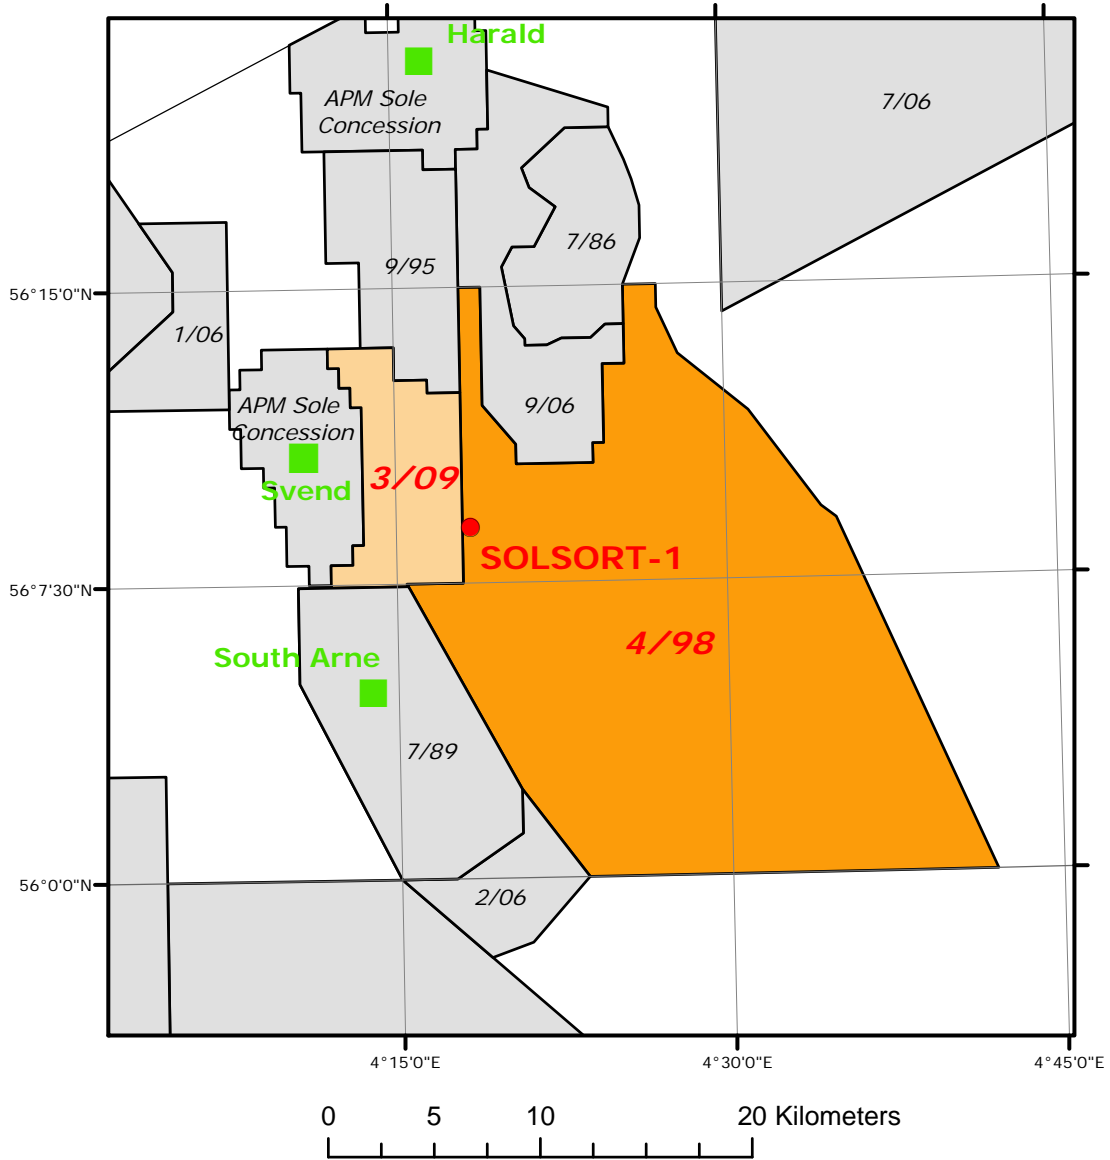 Harald
APM Sole
Concession
7/06
7/86
9/95
56°15'0"N
1/06
APM Sole
Concession
9/06
3/09
Svend
SOLSORT-1
56°7'30"N
4/98
South Arne
7/89
56°0'0"N
2/06
4°15'0"E
4°30'0"E
4°45'0"E
0 5 10 20 Kilometers